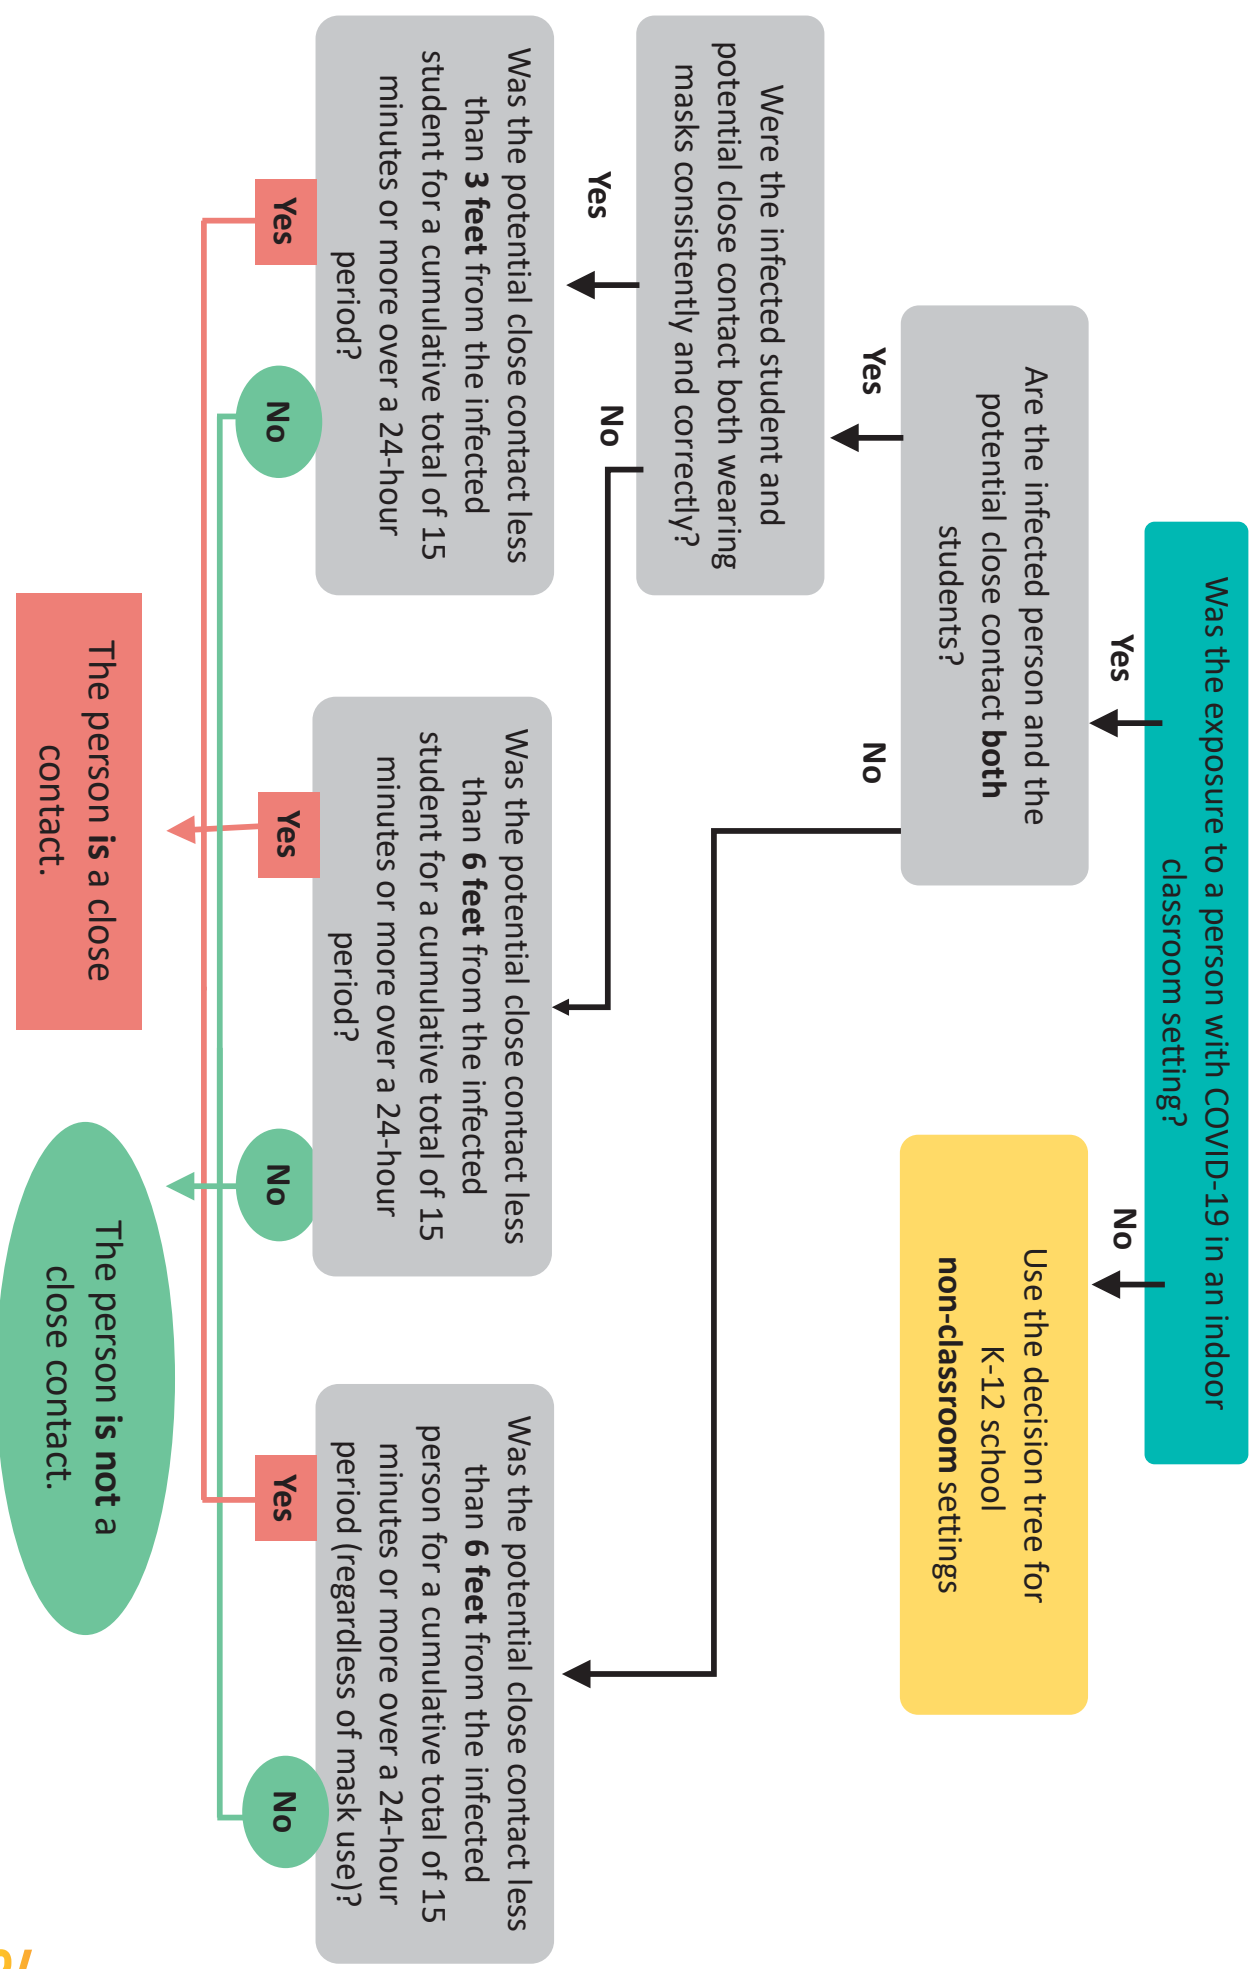 Was the exposure to a person with COVID-19 in an indoor
classroom setting?
Yes
No
Are the infected person and the
potential close contact both
students?
Use the decision tree for
K-12 school
non-classroom settings
Yes
No
Were the infected student and
potential close contact both wearing
masks consistently and correctly?
Yes
No
Was the potential close contact less
than 3 feet from the infected
student for a cumulative total of 15
minutes or more over a 24-hour
period?
Was the potential close contact less
than 6 feet from the infected
student for a cumulative total of 15
minutes or more over a 24-hour
period?
Was the potential close contact less
than 6 feet from the infected
person for a cumulative total of 15
minutes or more over a 24-hour
period (regardless of mask use)?
Yes
No
Yes
No
Yes
No
The person is a close
contact.
The person is not a
close contact.